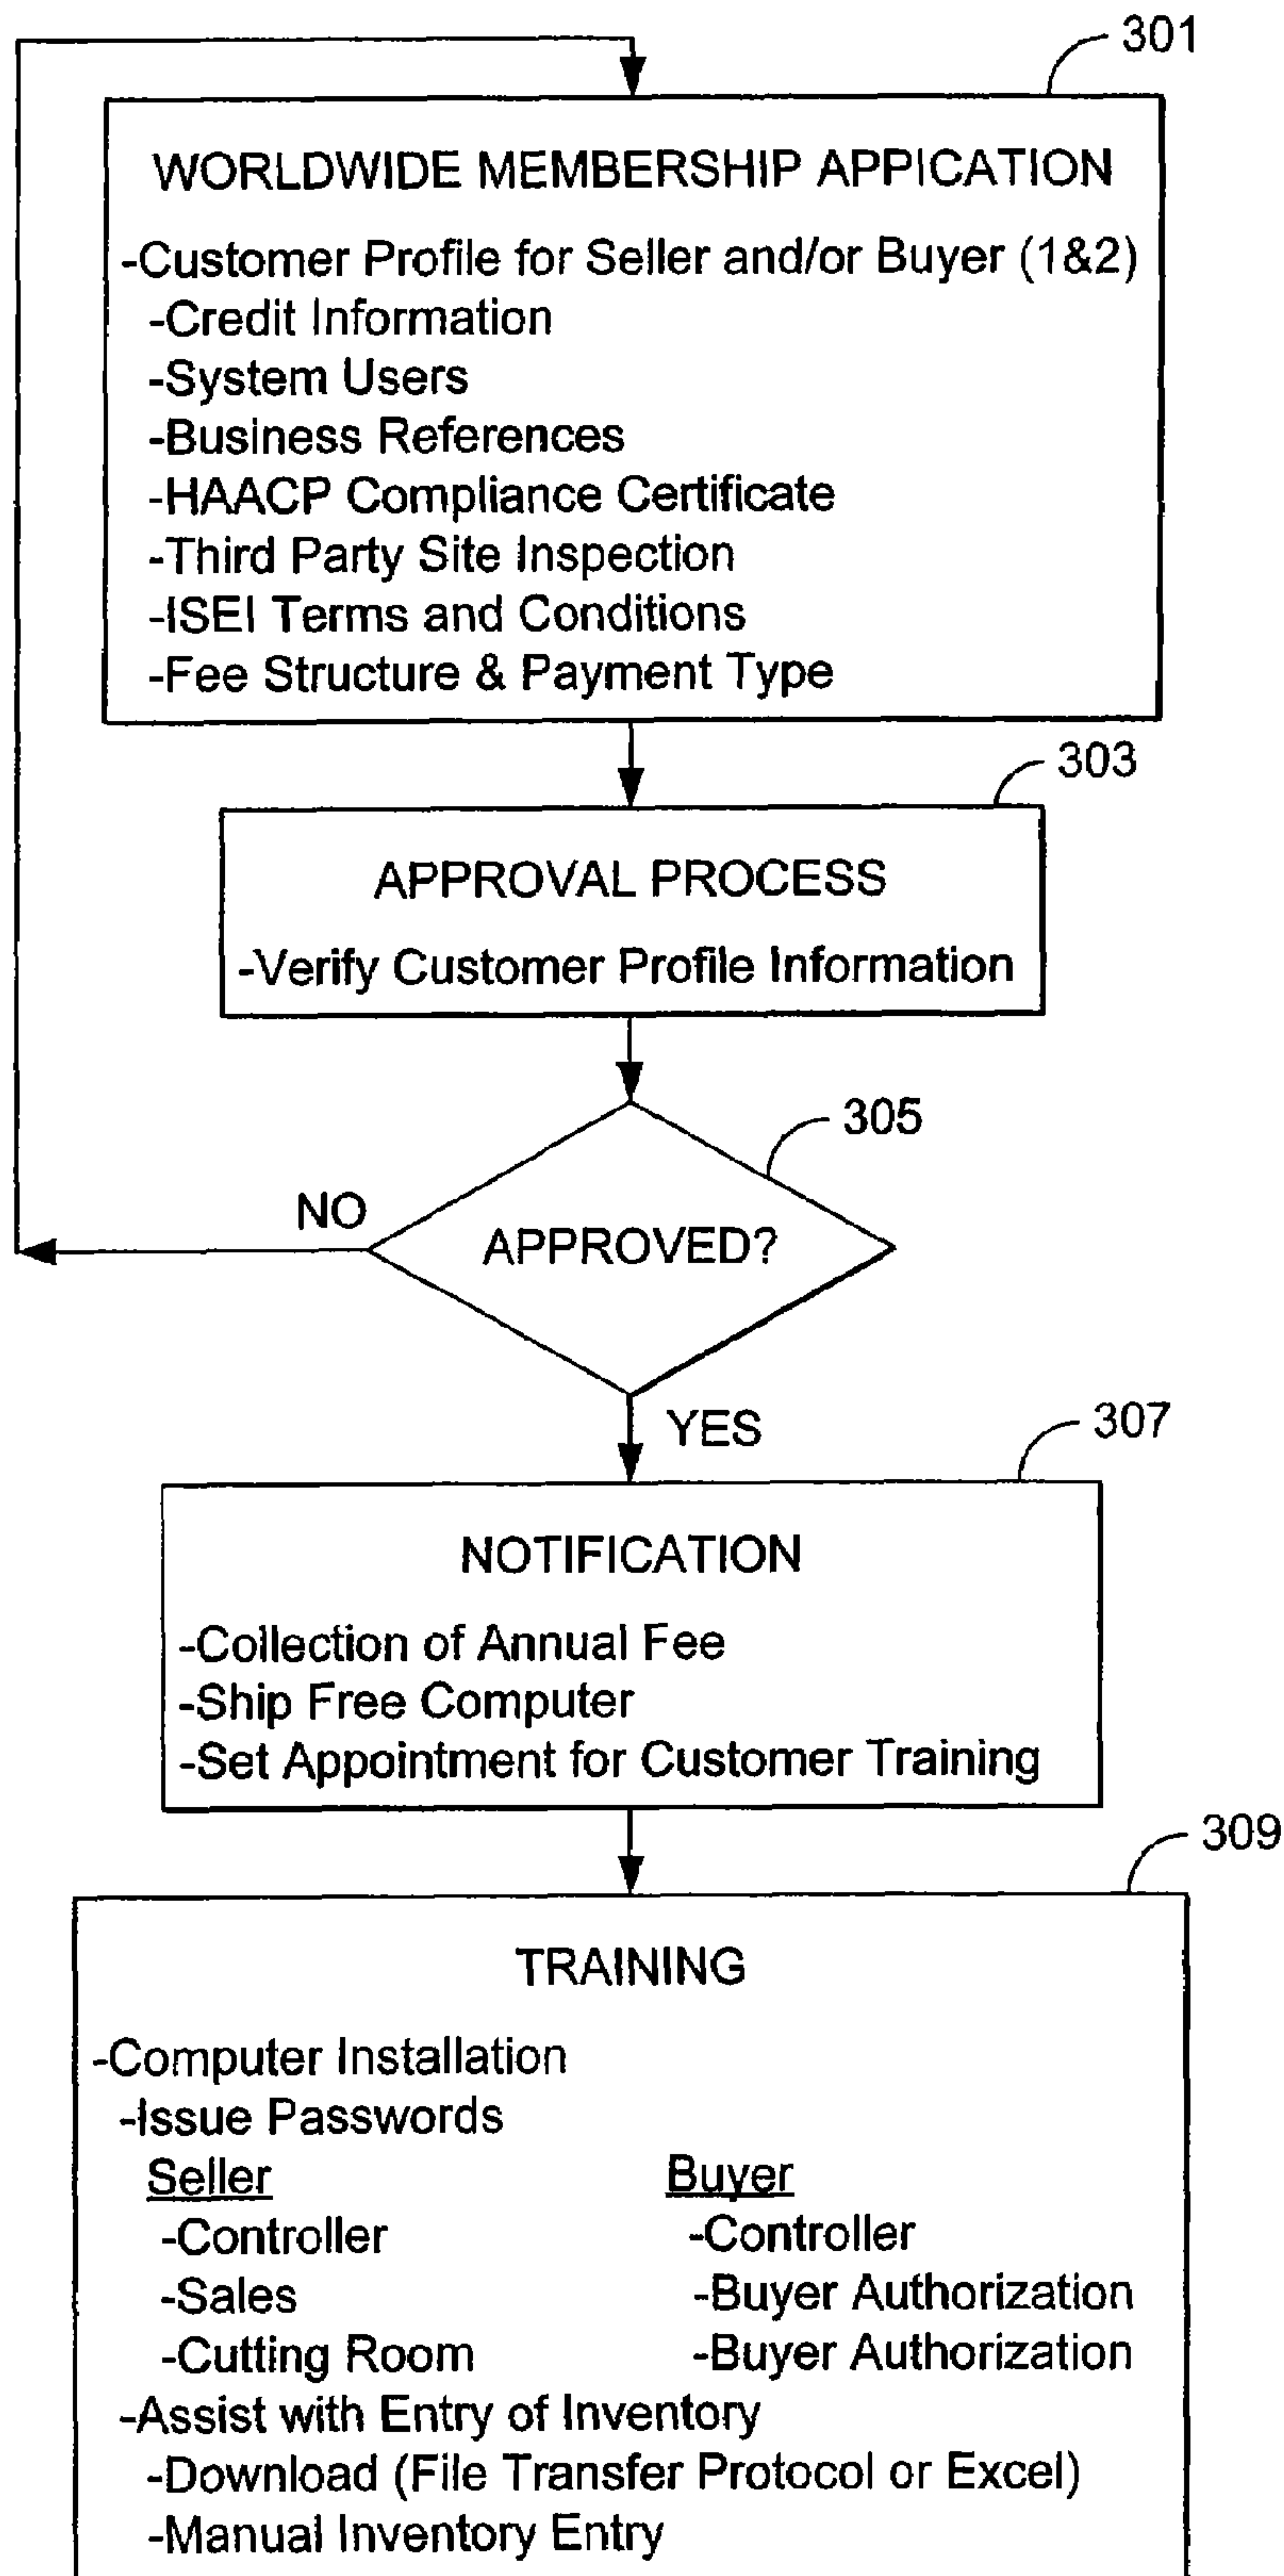 301
WORLDWIDE MEMBERSHIP APPICATION
-Customer Profile for Seller and/or Buyer (1&2)
-Credit Information
-System Users
-Business References
-HAACP Compliance Certificate
-Third Party Site Inspection
-ISEI Terms and Conditions
-Fee Structure & Payment Type
303
APPROVAL PROCESS
-Verify Customer Profile Information
305
NO
APPROVED?
YES
307
NOTIFICATION
-Collection of Annual Fee
-Ship Free Computer
-Set Appointment for Customer Training
309
TRAINING
-Computer Installation
-Issue Passwords
Seller Buyer
-Controller -Controller
-Sales -Buyer Authorization
-Cutting Room -Buyer Authorization
-Assist with Entry of Inventory
-Download (File Transfer Protocol or Excel)
-Manual Inventory Entry